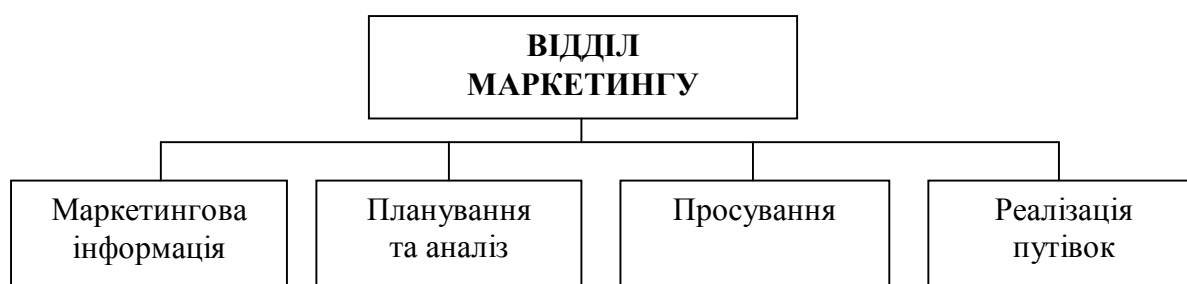 ВІДДІЛ
МАРКЕТИНГУ
Маркетингова
інформація
Планування
та аналіз
Просування
Реалізація
путівок